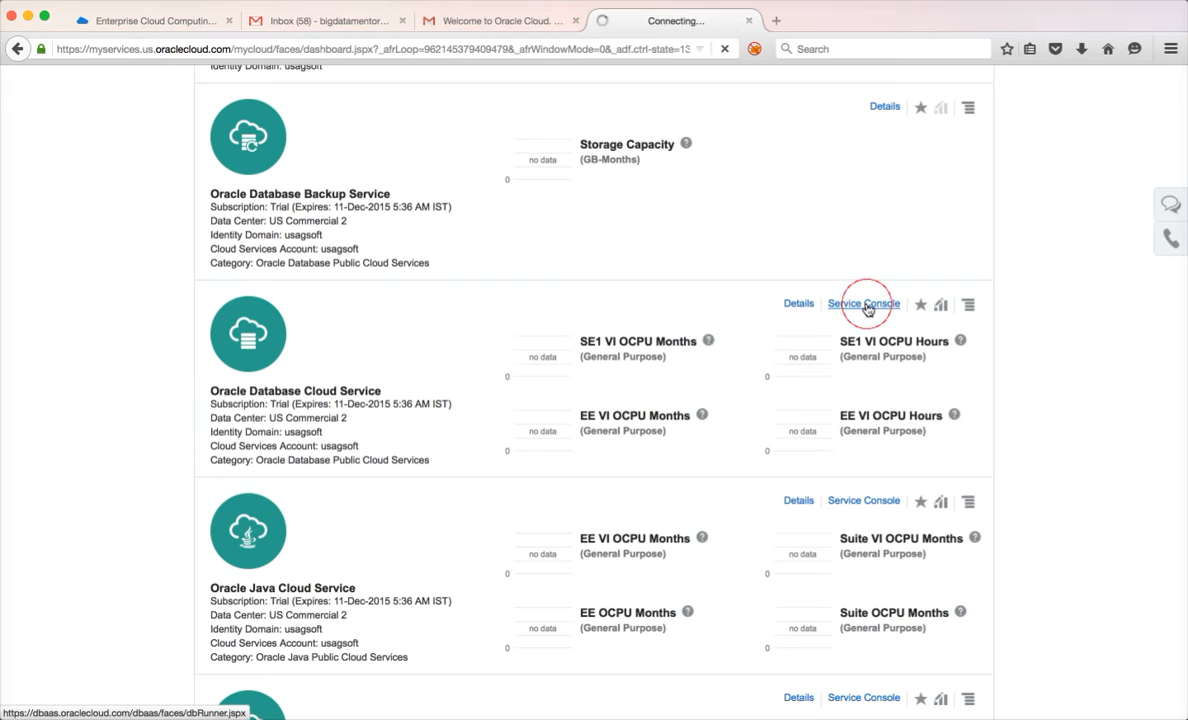 Enterprise Cloud Computin...
Inbox (58) - bigdatamentor...
Welcome to Oracle Cloud. ...
Connecting...
https://myservices.us.oraclecloud.com/mycloud/faces/dashboard.jspx?_afrLoop=962145379409479&_afrWindowMode=0&_adf.ctrl-state=13
Search
Identity Domain: usagsoft
Details
Storage Capacity
(GB-Months)
no data
0
Oracle Database Backup Service
Subscription: Trial (Expires: 11-Dec-2015 5:36 AM IST)
Data Center: US Commercial 2
Identity Domain: usagsoft
Cloud Services Account: usagsoft
Category: Oracle Database Public Cloud Services
Details Service Console
SE1 VI OCPU Months
(General Purpose)
no data
0
SE1 VI OCPU Hours
(General Purpose)
no data
0
EE VI OCPU Months
(General Purpose)
no data
0
EE VI OCPU Hours
(General Purpose)
no data
0
Oracle Database Cloud Service
Subscription: Trial (Expires: 11-Dec-2015 5:36 AM IST)
Data Center: US Commercial 2
Identity Domain: usagsoft
Cloud Services Account: usagsoft
Category: Oracle Database Public Cloud Services
Details Service Console
EE VI OCPU Months
(General Purpose)
no data
0
Suite VI OCPU Months
(General Purpose)
no data
0
EE OCPU Months
(General Purpose)
no data
0
Suite OCPU Months
(General Purpose)
no data
0
Oracle Java Cloud Service
Subscription: Trial (Expires: 11-Dec-2015 5:36 AM IST)
Data Center: US Commercial 2
Identity Domain: usagsoft
Cloud Services Account: usagsoft
Category: Oracle Java Public Cloud Services
Details Service Console
https://dbaas.oraclecloud.com/dbaas/faces/dbRunner.jspx